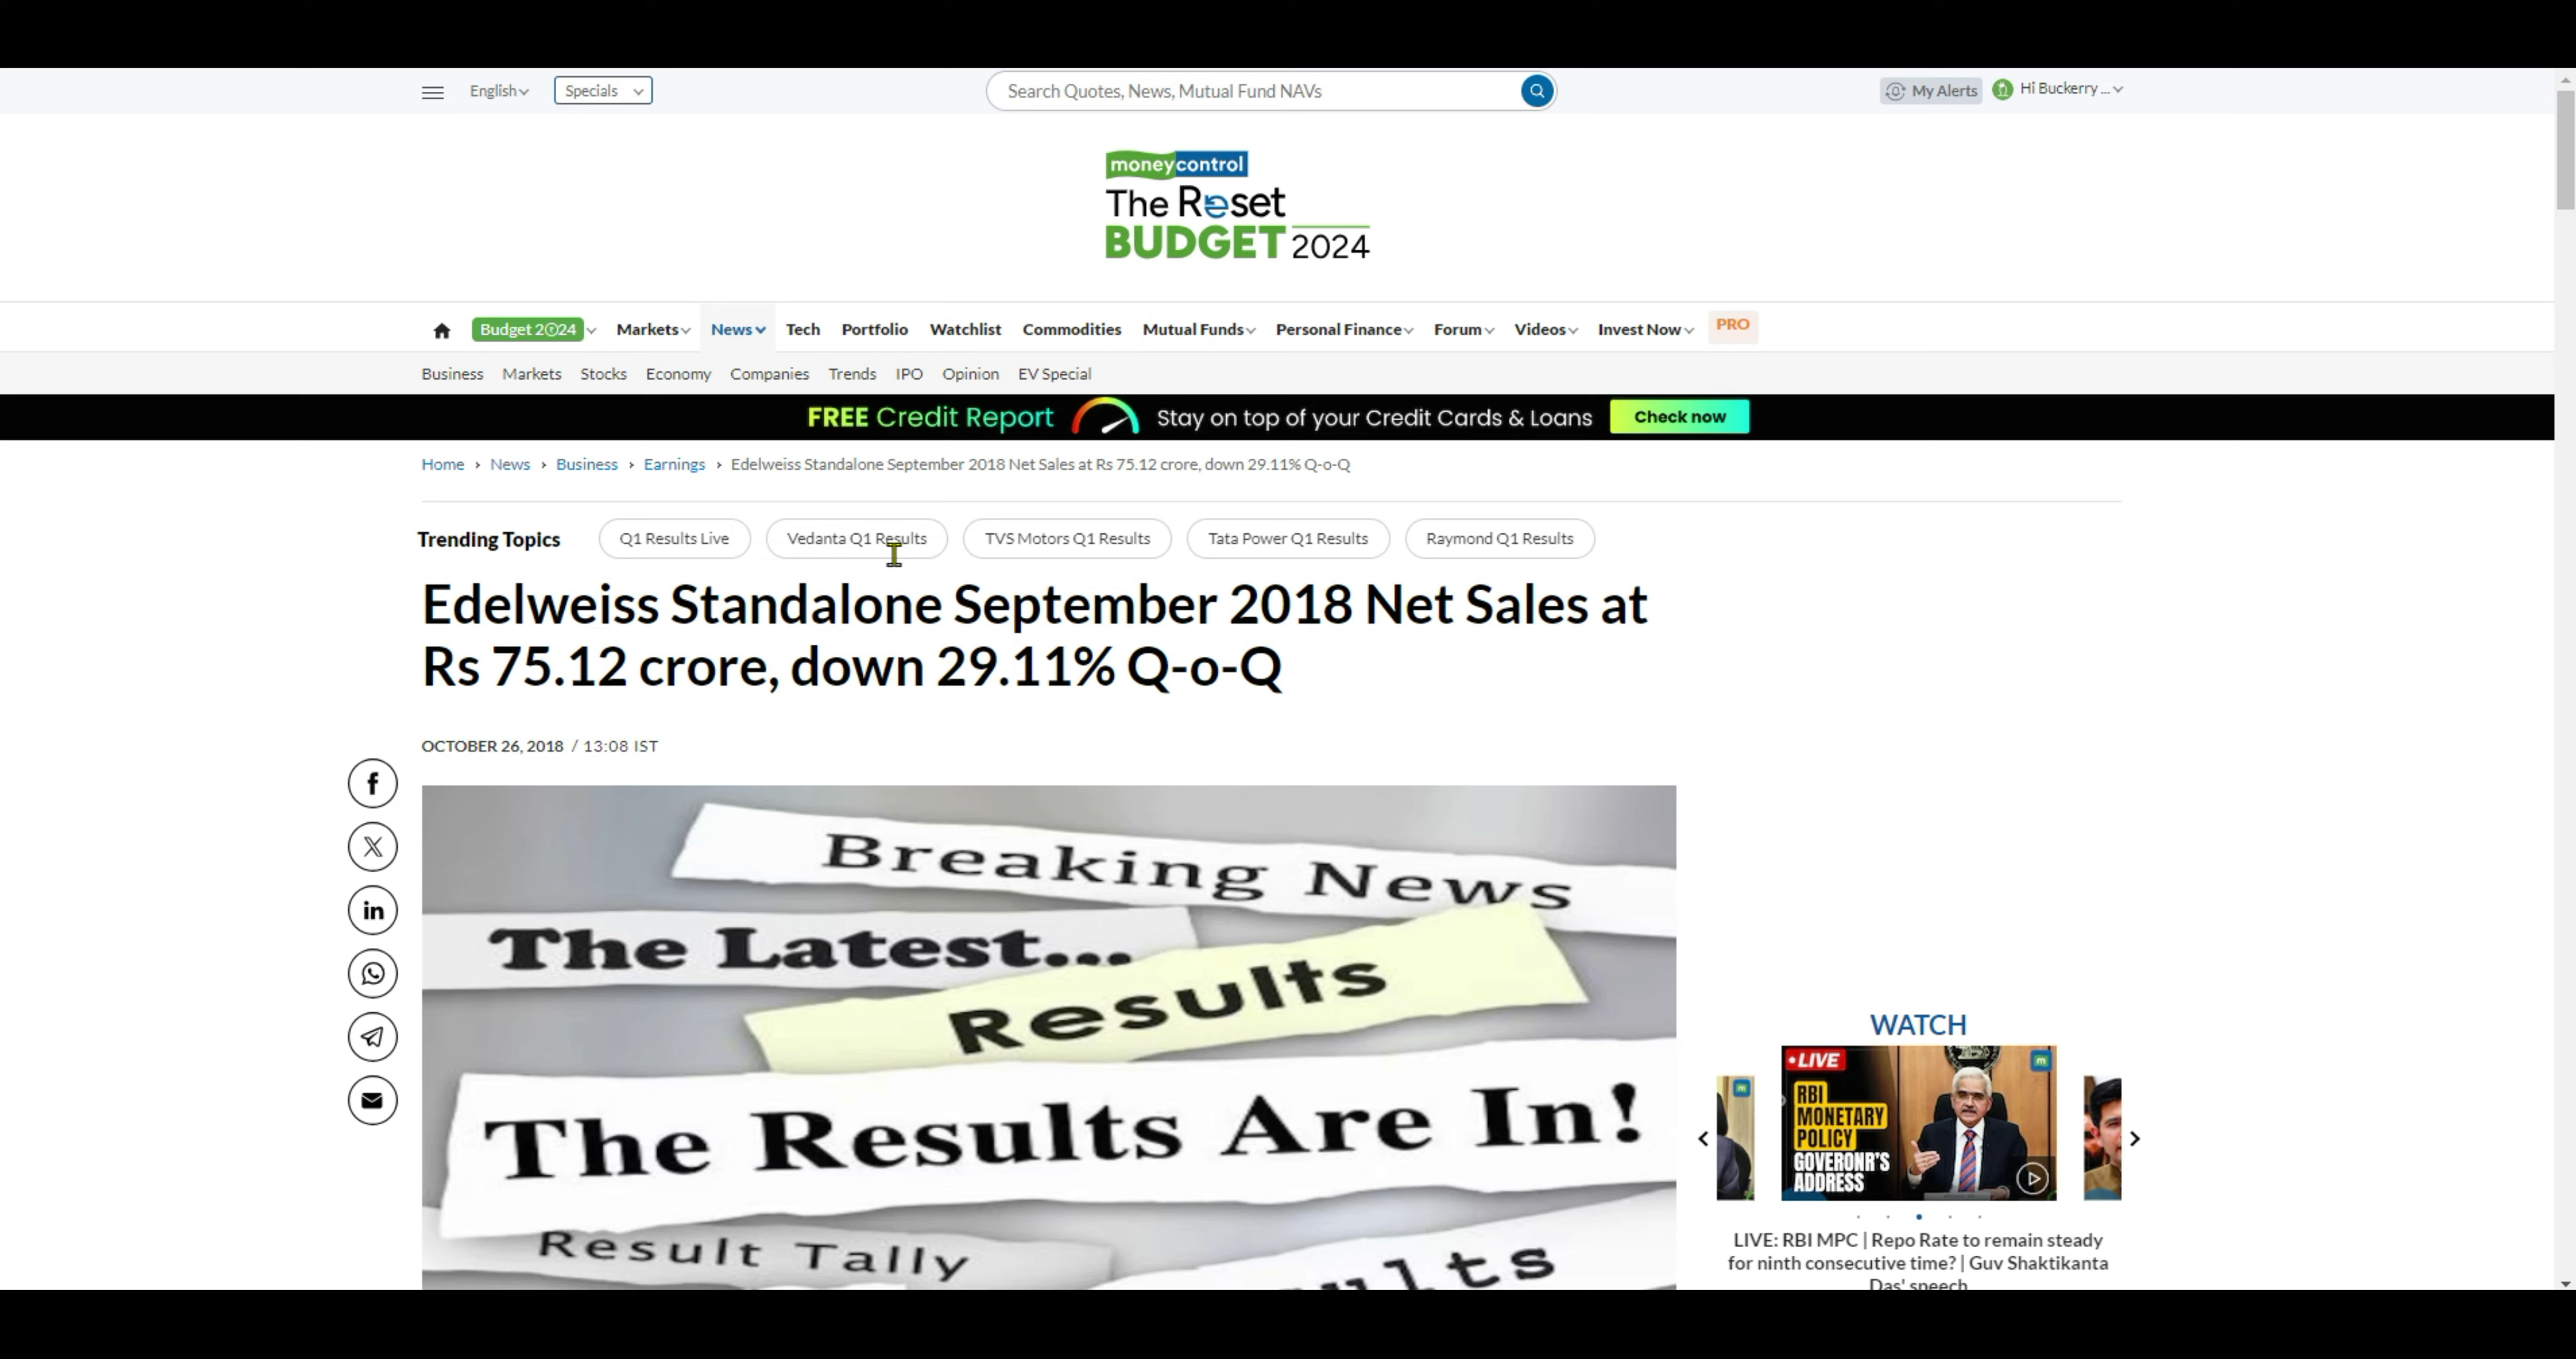 English
Specials
Search Quotes, News, Mutual Fund NAVs
My Alerts
Hi Buckerry ...
moneycontrol
The Reset
BUDGET 2024
Budget 2024 Markets News Tech Portfolio Watchlist Commodities Mutual Funds Personal Finance Forum Videos Invest Now PRO
Business Markets Stocks Economy Companies Trends IPO Opinion EV Special
FREE Credit Report Stay on top of your Credit Cards & Loans Check now
Home › News › Business › Earnings › Edelweiss Standalone September 2018 Net Sales at Rs 75.12 crore, down 29.11% Q-o-Q
Trending Topics Q1 Results Live Vedanta Q1 Results TVS Motors Q1 Results Tata Power Q1 Results Raymond Q1 Results
Edelweiss Standalone September 2018 Net Sales at
Rs 75.12 crore, down 29.11% Q-o-Q
OCTOBER 26, 2018 / 13:08 IST
Breaking News
The Latest...
Results
The Results Are In!
Result Tally
WATCH
• LIVE
RBI
MONETARY
POLICY
GOVERONR'S
ADDRESS
LIVE: RBI MPC | Repo Rate to remain steady
for ninth consecutive time? | Guv Shaktikanta
Das' speech